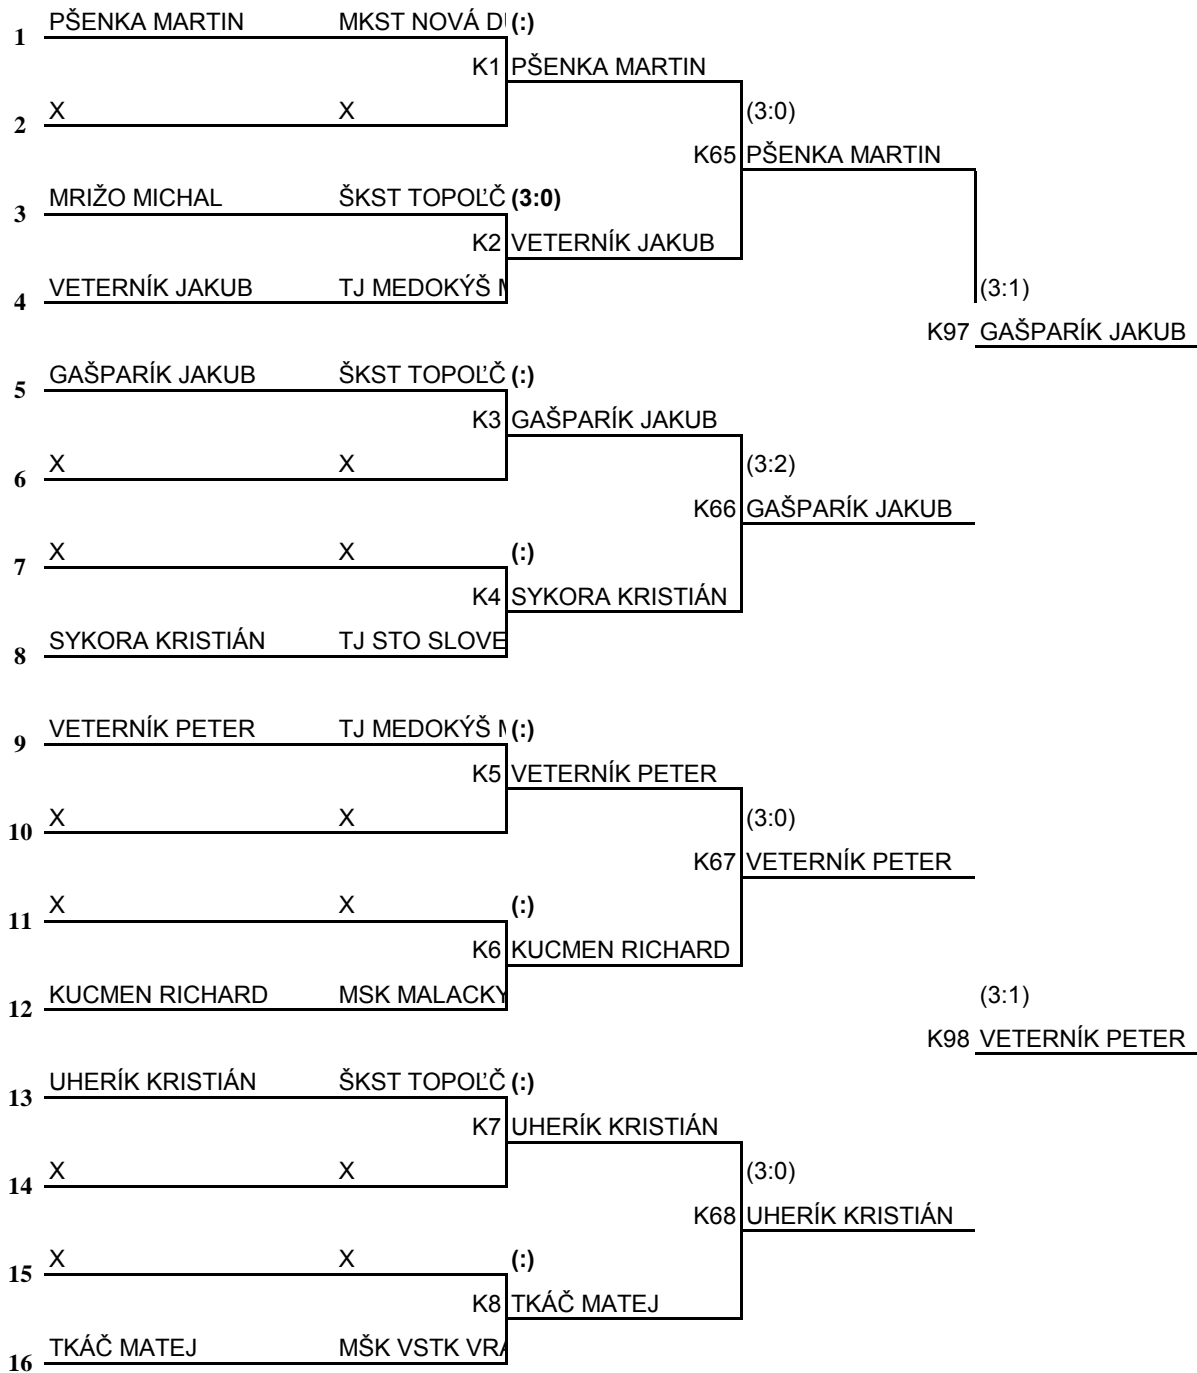 1 PŠENKA MARTIN MKST NOVÁ (:)
K1 PŠENKA MARTIN
2 X X (3:0)
K65 PŠENKA MARTIN
3 MRIŽO MICHAL ŠKST TOPOĽČ (3:0)
K2 VETERNÍK JAKUB
4 VETERNÍK JAKUB TJ MEDOKÝŠ (3:1)
K97 GAŠPARÍK JAKUB
5 GAŠPARÍK JAKUB ŠKST TOPOĽČ (:)
K3 GAŠPARÍK JAKUB
6 X X (3:2)
K66 GAŠPARÍK JAKUB
7 X X (:)
K4 SYKORA KRISTIÁN
8 SYKORA KRISTIÁN TJ STO SLOVE
9 VETERNÍK PETER TJ MEDOKÝŠ (:)
K5 VETERNÍK PETER
10 X X (3:0)
K67 VETERNÍK PETER
11 X X (:)
K6 KUCMEN RICHARD
12 KUCMEN RICHARD MSK MALACKY (3:1)
K98 VETERNÍK PETER
13 UHERÍK KRISTIÁN ŠKST TOPOĽČ (:)
K7 UHERÍK KRISTIÁN
14 X X (3:0)
K68 UHERÍK KRISTIÁN
15 X X (:)
K8 TKÁČ MATEJ
16 TKÁČ MATEJ MŠK VSTK VRA